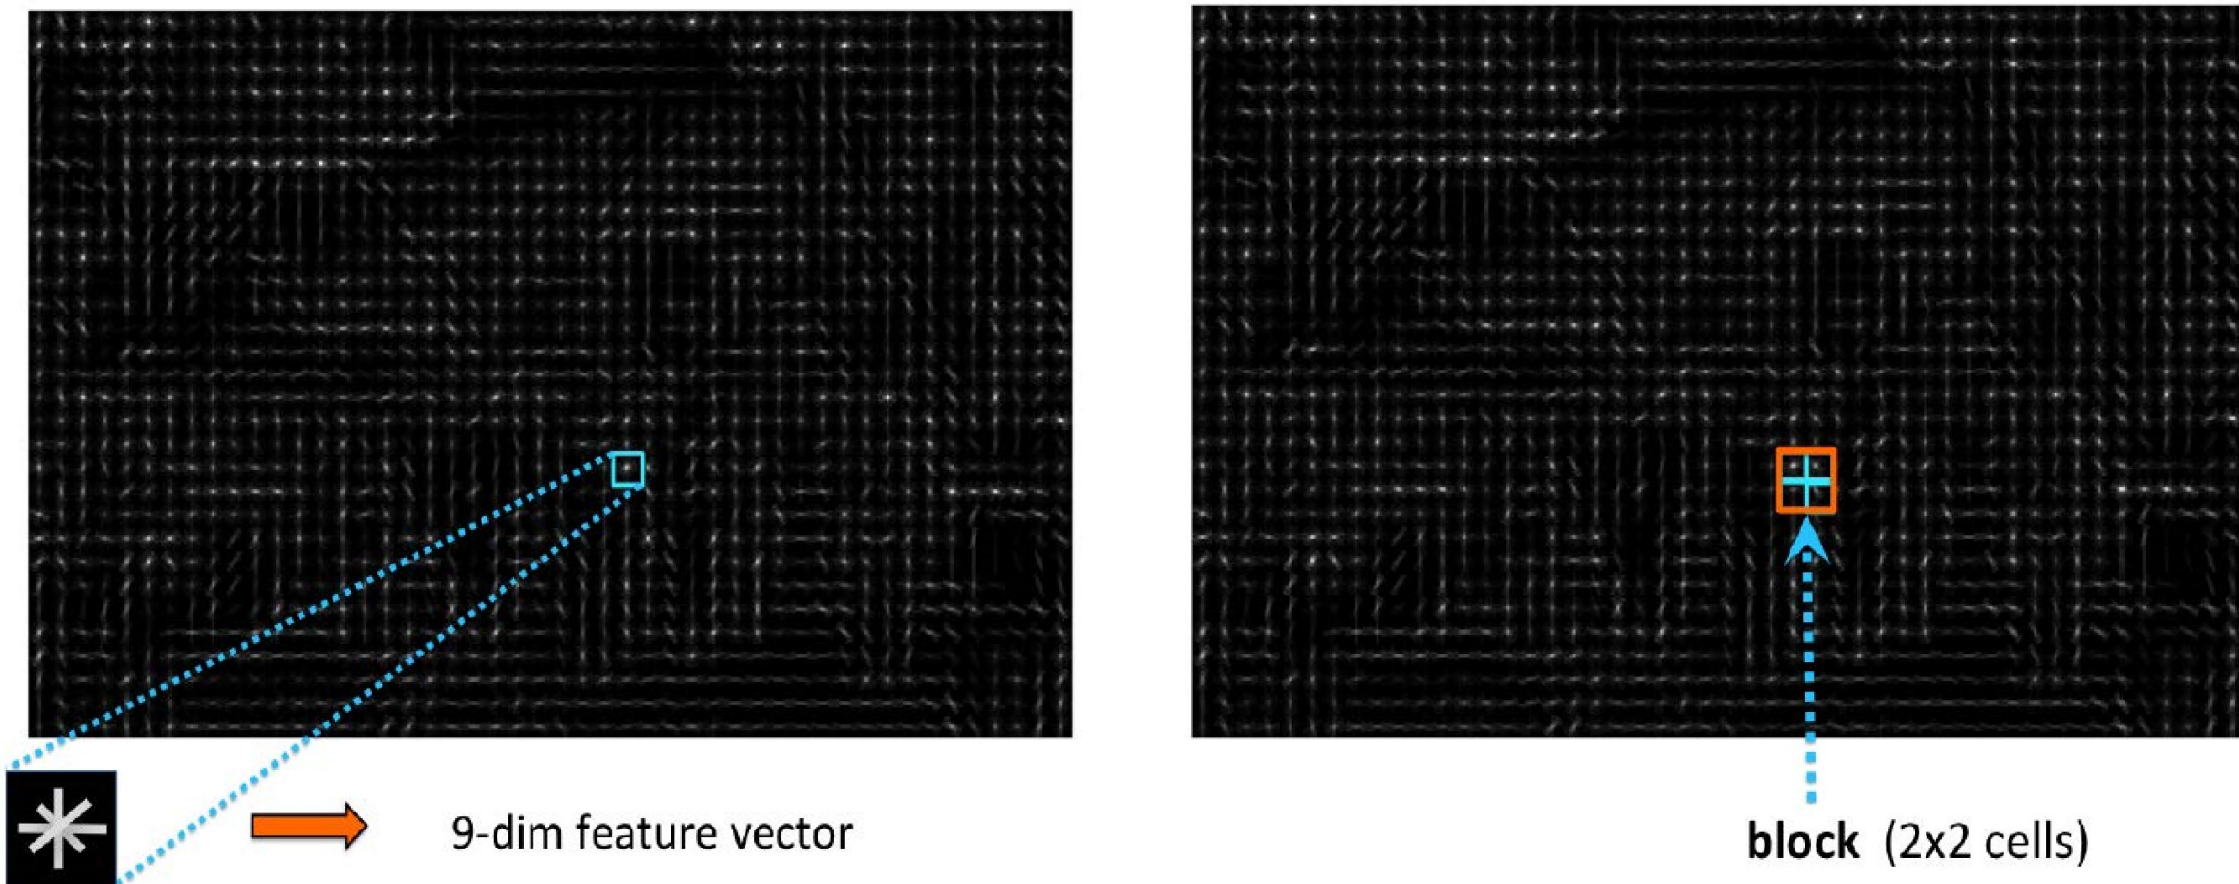 9-dim feature vector
block (2x2 cells)